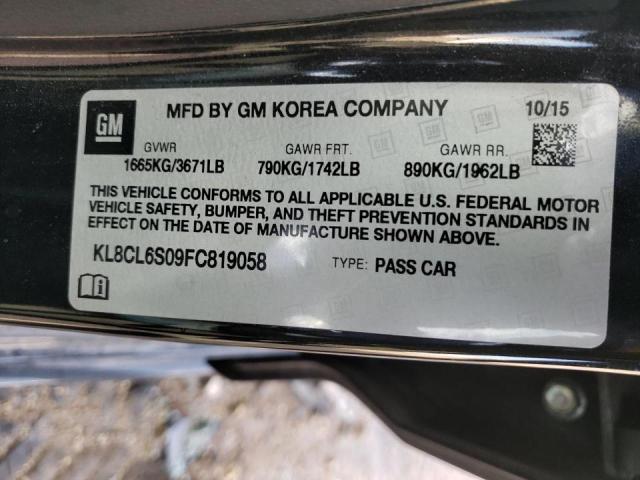 GM
MFD BY GM KOREA COMPANY 10/15
GVWR GAWR FRT. GAWR RR.
1665KG/3671LB 790KG/1742LB 890KG/1962LB
THIS VEHICLE CONFORMS TO ALL APPLICABLE U.S. FEDERAL MOTOR
VEHICLE SAFETY, BUMPER, AND THEFT PREVENTION STANDARDS IN
EFFECT ON THE DATE OF MANUFACTURE SHOWN ABOVE.
KL8CL6S09FC819058 TYPE: PASS CAR